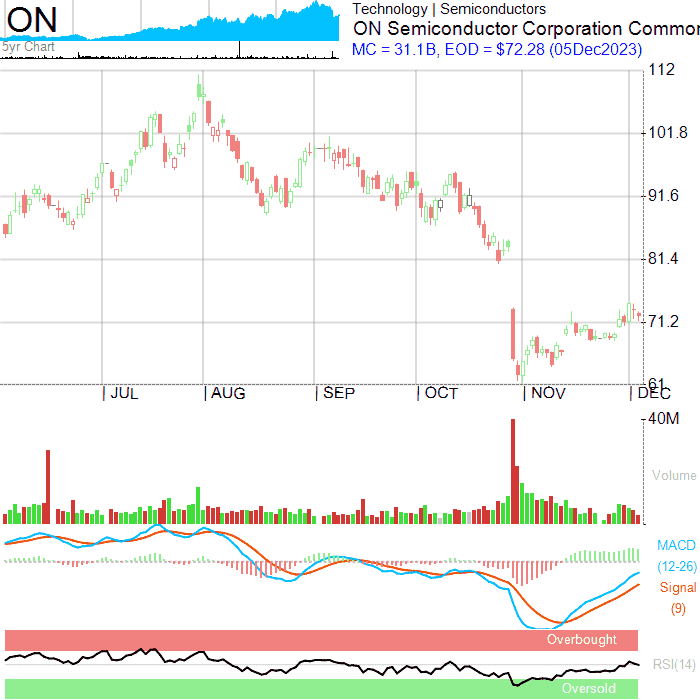 ON
5yr Chart
Technology | Semiconductors
ON Semiconductor Corporation Common
MC = 31.1B, EOD = $72.28 (05Dec2023)
112
101.8
91.6
81.4
71.2
61
JUL
AUG
SEP
OCT
NOV
DEC
40M
Volume
MACD
(12-26)
Signal
(9)
Overbought
RSI(14)
Oversold